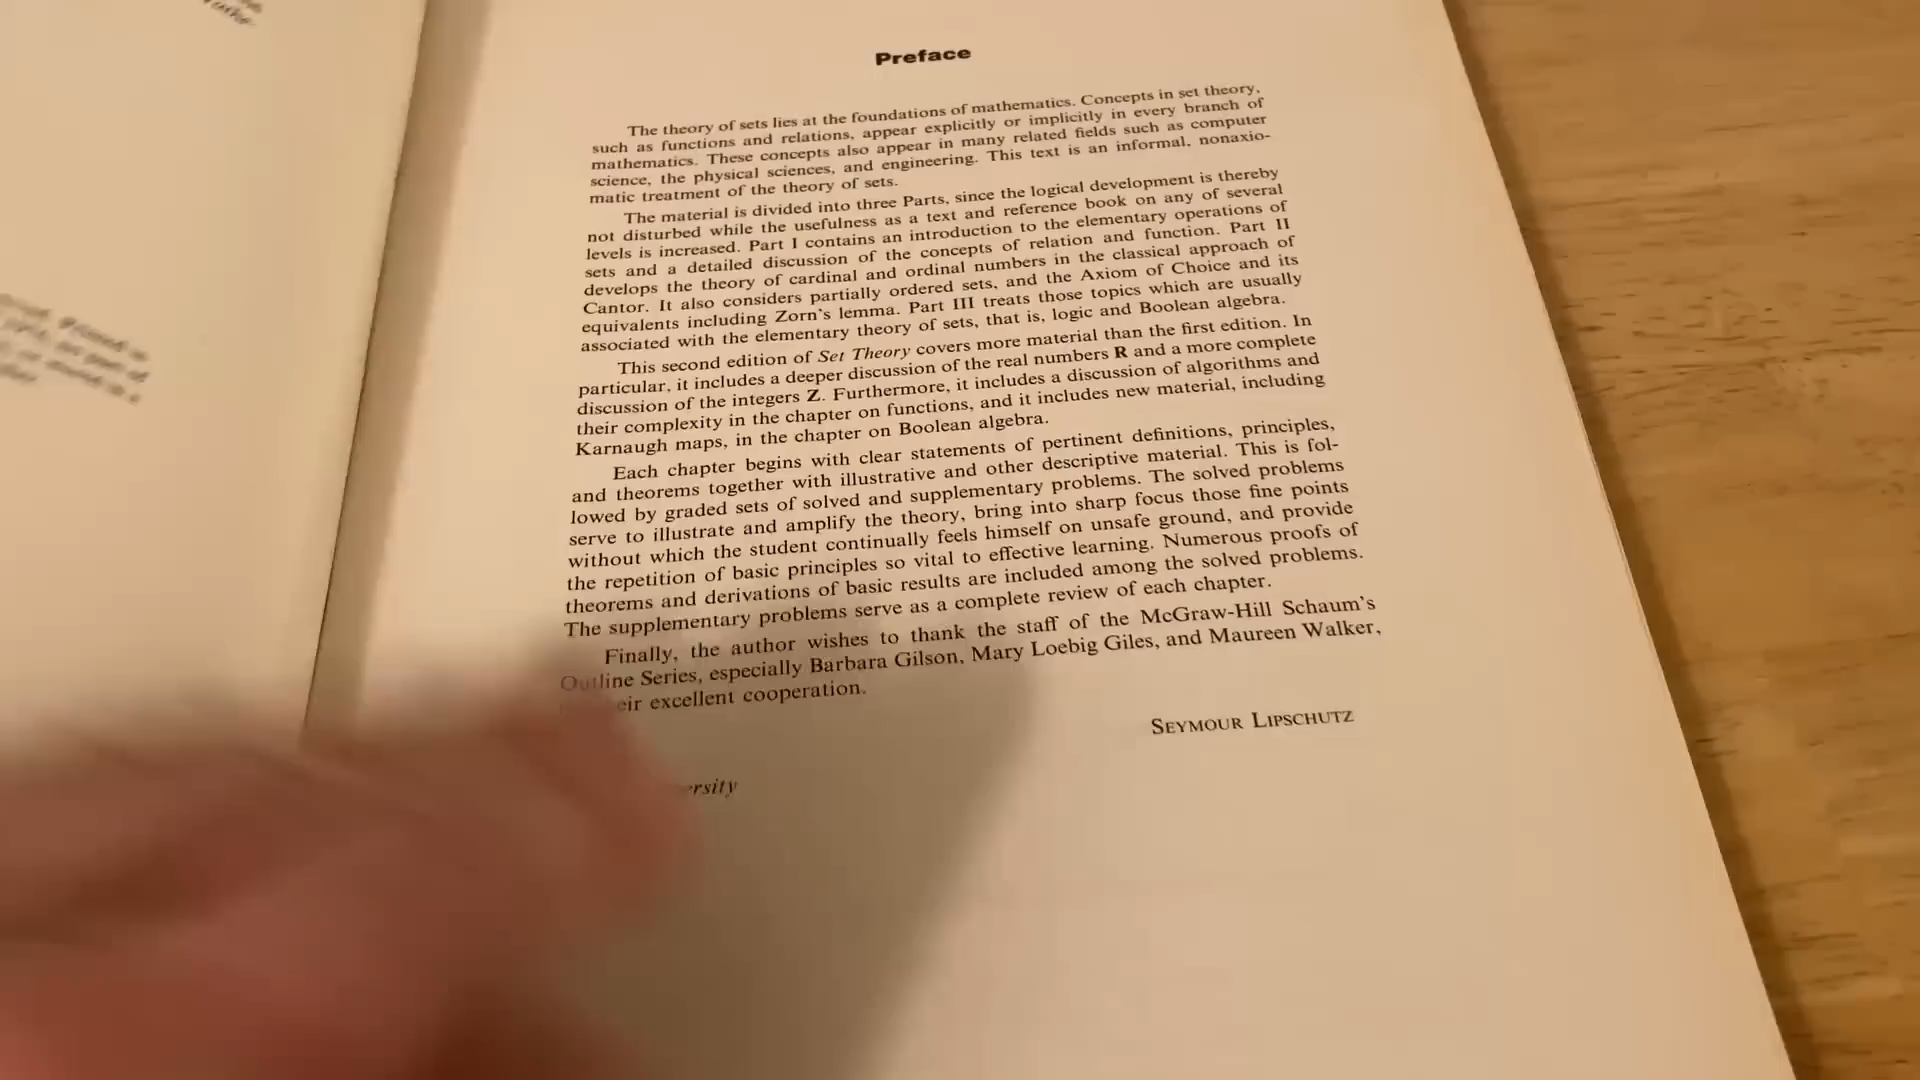 Preface
The theory of sets lies at the foundations of mathematics. Concepts in set theory,
such as functions and relations, appear explicitly or implicitly in every branch of
mathematics. These concepts also appear in many related fields such as computer
science, the physical sciences, and engineering. This text is an informal, nonaxio-
matic treatment of the theory of sets.
The material is divided into three Parts, since the logical development is thereby
not disturbed while the usefulness as a text and reference book on any of several
levels is increased. Part I contains an introduction to the elementary operations of
sets and a detailed discussion of the concepts of relation and function. Part II
develops the theory of cardinal and ordinal numbers in the classical approach of
Cantor. It also considers partially ordered sets, and the Axiom of Choice and its
equivalents including Zorn's lemma. Part III treats those topics which are usually
associated with the elementary theory of sets, that is, logic and Boolean algebra.
This second edition of Set Theory covers more material than the first edition. In
particular, it includes a deeper discussion of the real numbers R and a more complete
discussion of the integers Z. Furthermore, it includes a discussion of algorithms and
their complexity in the chapter on functions, and it includes new material, including
Karnaugh maps, in the chapter on Boolean algebra.
Each chapter begins with clear statements of pertinent definitions, principles,
and theorems together with illustrative and other descriptive material. This is fol-
lowed by graded sets of solved and supplementary problems. The solved problems
serve to illustrate and amplify the theory, bring into sharp focus those fine points
without which the student continually feels himself on unsafe ground, and provide
the repetition of basic principles so vital to effective learning. Numerous proofs of
theorems and derivations of basic results are included among the solved problems.
The supplementary problems serve as a complete review of each chapter.
Finally, the author wishes to thank the staff of the McGraw-Hill Schaum's
Outline Series, especially Barbara Gilson, Mary Loebig Giles, and Maureen Walker,
eir excellent cooperation.
SEYMOUR LIPSCHUTZ
ersity